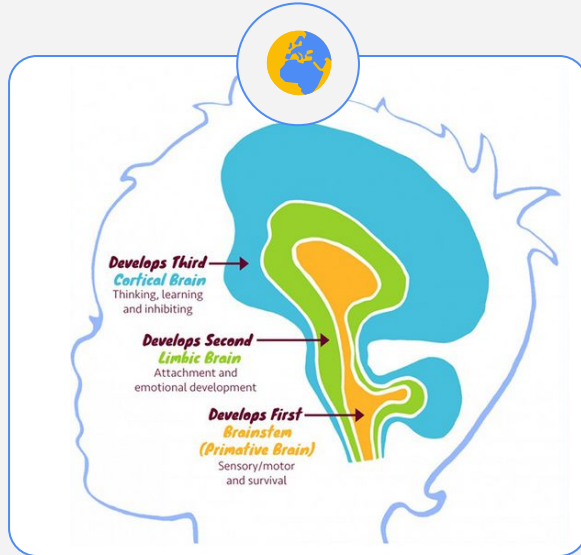 Develops Third
Cortical Brain
Thinking, learning
and inhibiting
Develops Second
Limbic Brain
Attachment and
emotional development
Develops First
Brainstem
(Primative Brain)
Sensory/motor
and survival